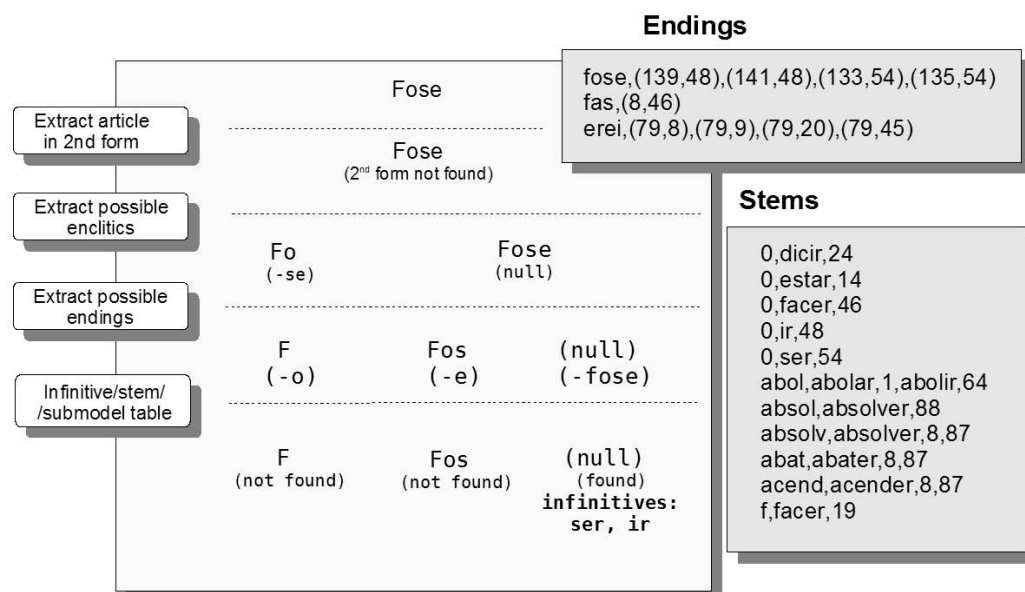 Endings
fose,(139,48),(141,48),(133,54),(135,54)
fas,(8,46)
erei,(79,8),(79,9),(79,20),(79,45)
Fose
Extract article
in 2nd form
Fose
(2nd form not found)
Extract possible
enclitics
Fo
(-se)
Fose
(null)
Extract possible
endings
F
(-o)
Fos
(-e)
(null)
(-fose)
Infinitive/stem/
/submodel table
F
(not found)
Fos
(not found)
(null)
(found)
infinitives:
ser, ir
Stems
0,dicir,24
0,estar,14
0,facer,46
0,ir,48
0,ser,54
abol,abolar,1,abolir,64
absol,absolver,88
absolv,absolver,8,87
abat,abater,8,87
acend,acender,8,87
f,facer,19